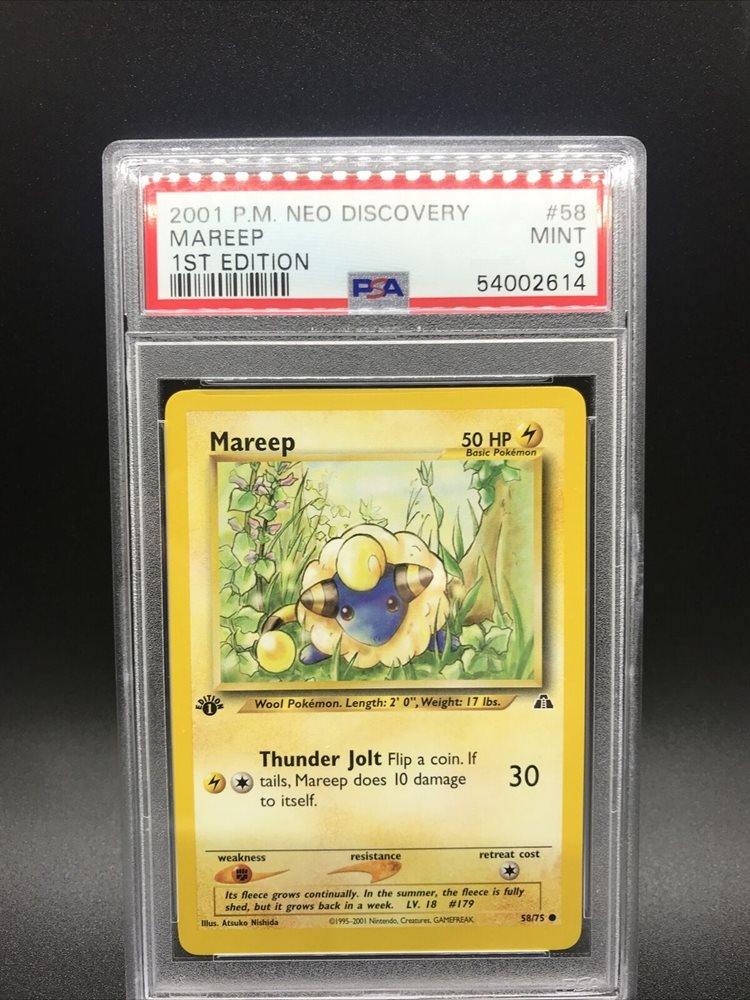 2001 P.M. NEO DISCOVERY #58
MAREEP MINT
1ST EDITION 9
PSA 54002614
Mareep 50 HP
Basic Pokémon
EDITION
1
Wool Pokémon. Length: 2' 0", Weight: 17 lbs.
Thunder Jolt Flip a coin. If
tails, Mareep does 10 damage 30
to itself.
weakness resistance retreat cost
Its fleece grows continually. In the summer, the fleece is fully
shed, but it grows back in a week. LV. 18 #179
Illus. Atsuko Nishida ©1995-2001 Nintendo, Creatures, GAMEFREAK. 58/75